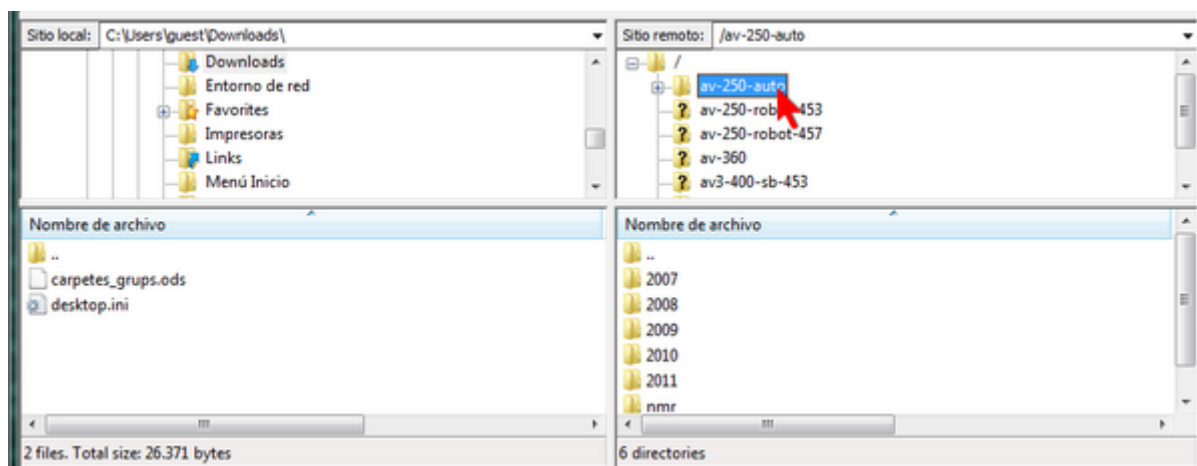 Sitio local: C:\Users\guest\Downloads\
Downloads
Entorno de red
Favorites
Impresoras
Links
Menú Inicio
Nombre de archivo
..
carpetes_grups.ods
desktop.ini
2 files. Total size: 26.371 bytes
Sitio remoto: /av-250-auto
/
av-250-auto
av-250-robot-453
av-250-robot-457
av-360
av3-400-sb-453
Nombre de archivo
..
2007
2008
2009
2010
2011
nmr
6 directories